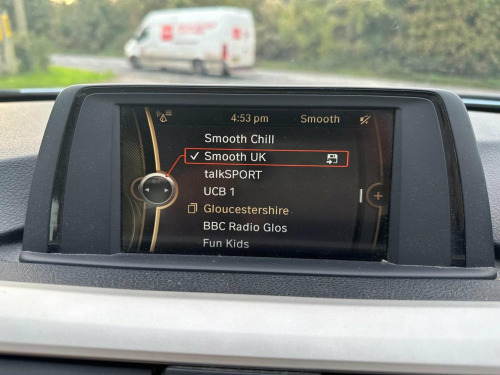 4:53 pm Smooth
Smooth Chill
Smooth UK
talkSPORT
UCB 1
Gloucestershire
BBC Radio Glos
Fun Kids